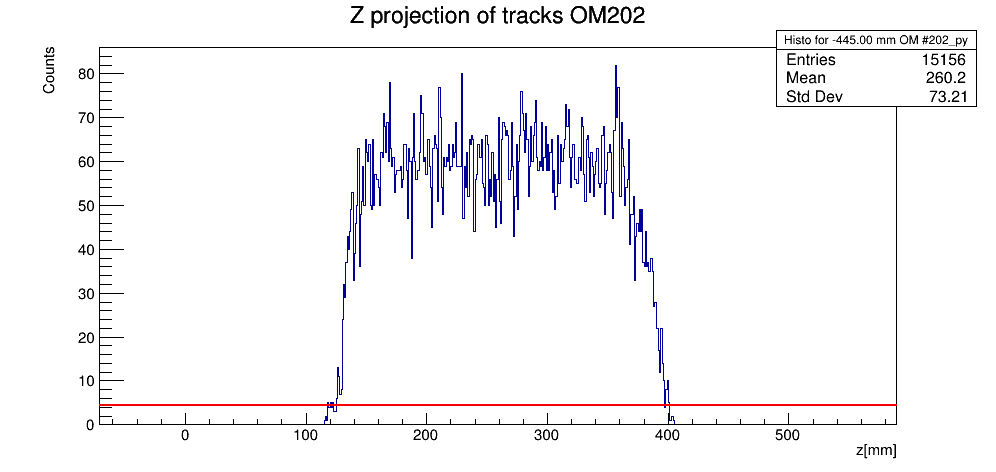 Z projection of tracks OM202
Histo for -445.00 mm OM #202_py
Entries 15156
Mean 260.2
Std Dev 73.21
Counts
80
70
60
50
40
30
20
10
0
0 100 200 300 400 500
z[mm]